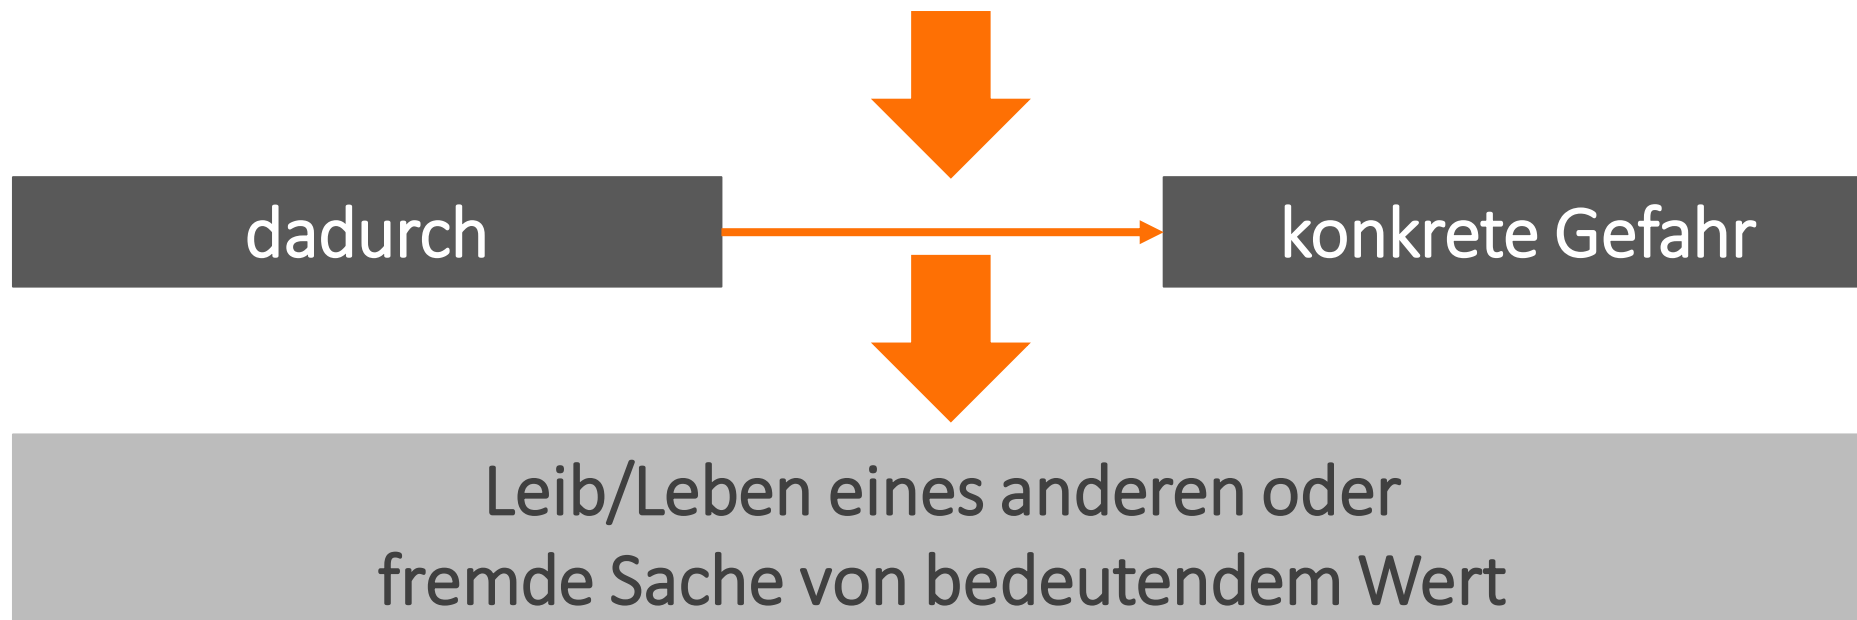 dadurch
konkrete Gefahr
Leib/Leben eines anderen oder
fremde Sache von bedeutendem Wert